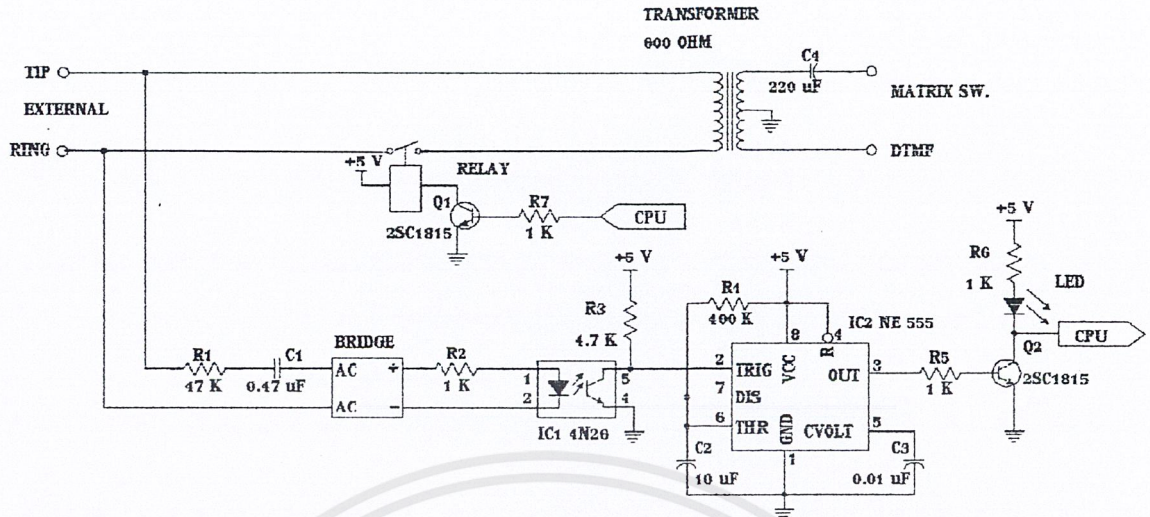 TRANSFORMER
600 OHM
C4
220 uF
TIP
EXTERNAL
RING
MATRIX SW.
DTMF
+5 V
RELAY
Q1
2SC1815
R7
1 K
CPU
+5 V
R3
4.7 K
+5 V
R4
400 K
IC2 NE 555
+5 V
R6
1 K
LED
CPU
Q2
2SC1815
R5
1 K
R1
47 K
C1
0.47 uF
BRIDGE
AC +
AC -
R2
1 K
1
2
5
4
IC1 4N26
2 TRIG
7 DIS
6 THR
8 VCC
4 R
OUT 3
CVOLT 5
GND 1
C2
10 uF
C3
0.01 uF